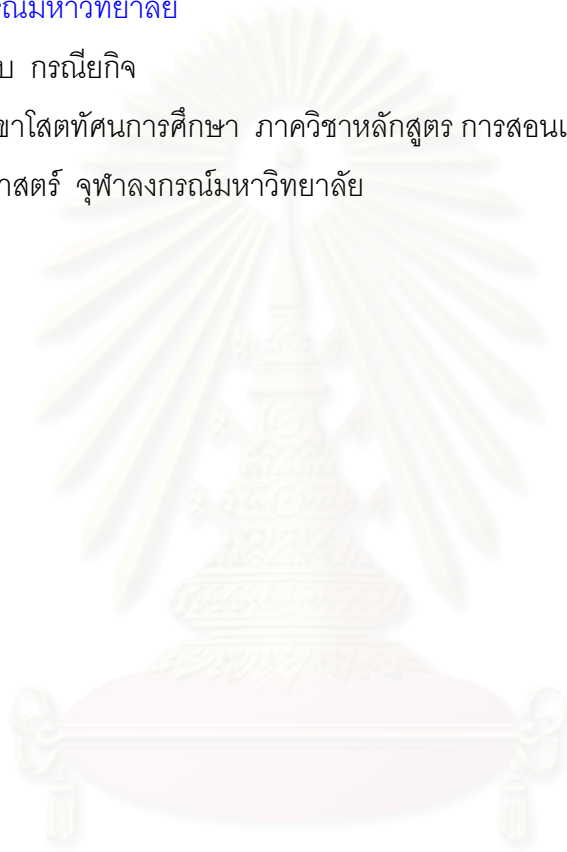 รณ์มหาวิทยาลัย
บ กรณียกิจ
ขาโสตทัศนการศึกษา ภาควิชาหลักสูตร การสอนแ
าสตร์ จุฬาลงกรณ์มหาวิทยาลัย